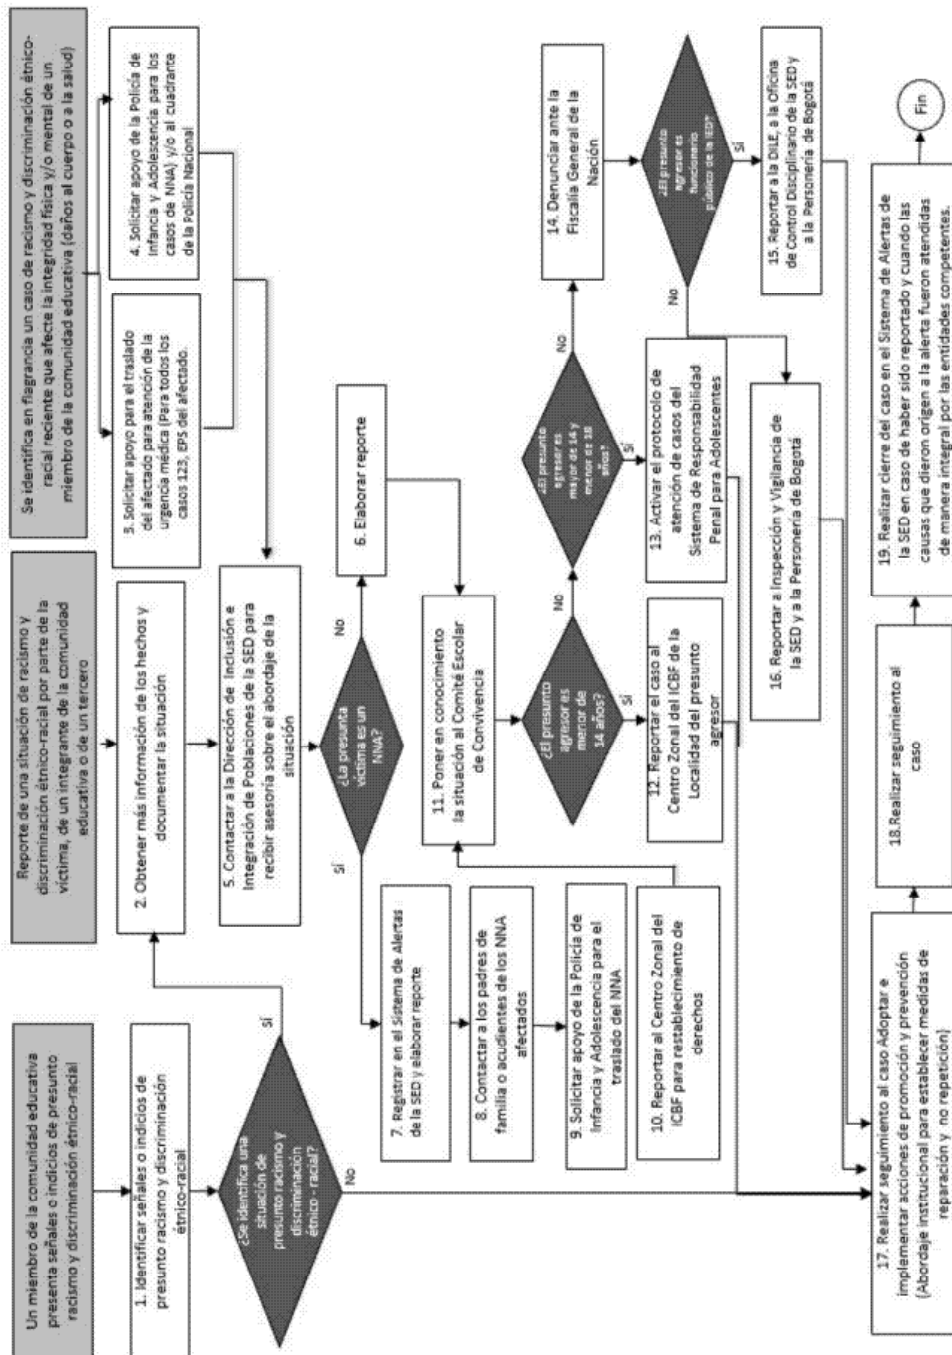 Un miembro de la comunidad educativa
presenta señales o indicios de presunto
racismo y discriminación étnico-racial
Reporte de una situación de racismo y
discriminación étnico-racial por parte de la
víctima, de un integrante de la comunidad
educativa o un tercero
Se identifica en flagrancia un caso de racismo y discriminación étnico-
racial reciente que afecte la integridad física y/o mental de un
miembro de la comunidad educativa (daños al cuerpo o a la salud)
1. Identificar señales o indicios de
presunto racismo y discriminación
étnico-racial
2. Obtener más información de los hechos y
documentar la situación
3. Solicitar apoyo para el traslado
del afectado para atención de la
urgencia médica (Para todos los
casos 123, EPS del afectado.
4. Solicitar apoyo de la Policía de
Infancia y Adolescencia para los
casos de NNA) y/o al cuadrante
de la Policía Nacional
¿Se identifica una
situación de
presunto racismo y
discriminación
étnico - racial?
sí
No
5. Contactar a la Dirección de Inclusión e
Integración de Poblaciones de la SED para
recibir asesoría sobre el abordaje de la
situación
¿La presunta
víctima es un
NNA?
sí
No
6. Elaborar reporte
7. Registrar en el Sistema de Alertas
de la SED y elaborar reporte
8. Contactar a los padres de
familia o acudientes de los NNA
afectados
9. Solicitar apoyo de la Policía de
Infancia y Adolescencia para el
traslado del NNA
10. Reportar al Centro Zonal del
ICBF para restablecimiento de
derechos
11. Poner en conocimiento
la situación al Comité Escolar
de Convivencia
¿El presunto
agresor es
menor de
14 años?
No
sí
12. Reportar el caso al
Centro Zonal del ICBF de la
Localidad del presunto
agresor
¿El presunto
agresor es
mayor de 14 y
menor de 18
años?
No
sí
13. Activar el protocolo de
atención de casos del
Sistema de Responsabilidad
Penal para Adolescentes
14. Denunciar ante la
Fiscalía General de la
Nación
¿El presunto
agresor es
funcionario
público de la IED?
No
sí
15. Reportar a la DILE, a la Oficina
de Control Disciplinario de la SED y
a la Personería de Bogotá
16. Reportar a Inspección y Vigilancia de
la SED y a la Personería de Bogotá
17. Realizar seguimiento al caso Adoptar e
implementar acciones de promoción y prevención
(Abordaje institucional para establecer medidas de
reparación y no repetición)
18.Realizar seguimiento al
caso
19. Realizar cierre del caso en el Sistema de Alertas de
la SED en caso de haber sido reportado y cuando las
causas que dieron origen a la alerta fueron atendidas
de manera integral por las entidades competentes.
Fin